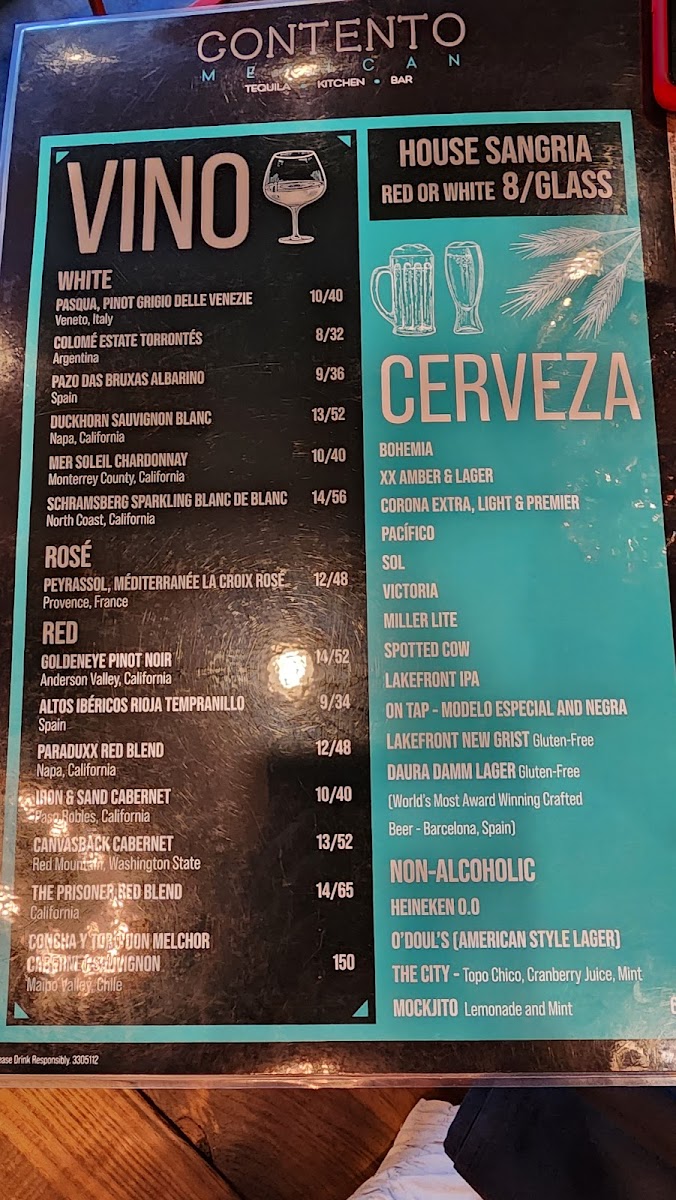 CONTENTO
MEXICAN
TEQUILA • KITCHEN • BAR
VINO
WHITE
PASQUA, PINOT GRIGIO DELLE VENEZIE 10/40
Veneto, Italy
COLOMÉ ESTATE TORRONTÉS 8/32
Argentina
PAZO DAS BRUXAS ALBARINO 9/36
Spain
DUCKHORN SAUVIGNON BLANC 13/52
Napa, California
MER SOLEIL CHARDONNAY 10/40
Monterrey County, California
SCHRAMSBERG SPARKLING BLANC DE BLANC 14/56
North Coast, California
ROSÉ
PEYRASSOL, MÉDITERRANÉE LA CROIX ROSÉ 12/48
Provence, France
RED
GOLDENEYE PINOT NOIR 14/52
Anderson Valley, California
ALTOS IBÉRICOS RIOJA TEMPRANILLO 9/34
Spain
PARADUXX RED BLEND 12/48
Napa, California
IRON & SAND CABERNET 10/40
Paso Robles, California
CANVASBACK CABERNET 13/52
Red Mountain, Washington State
THE PRISONER RED BLEND 14/65
California
CONCHA Y TORO DON MELCHOR
CABERNET SAUVIGNON 150
Maipo Valley, Chile
HOUSE SANGRIA
RED OR WHITE 8/GLASS
CERVEZA
BOHEMIA
XX AMBER & LAGER
CORONA EXTRA, LIGHT & PREMIER
PACÍFICO
SOL
VICTORIA
MILLER LITE
SPOTTED COW
LAKEFRONT IPA
ON TAP - MODELO ESPECIAL AND NEGRA
LAKEFRONT NEW GRIST Gluten-Free
DAURA DAMM LAGER Gluten-Free
(World's Most Award Winning Crafted
Beer - Barcelona, Spain)
NON-ALCOHOLIC
HEINEKEN 0.0
O'DOUL'S (AMERICAN STYLE LAGER)
THE CITY - Topo Chico, Cranberry Juice, Mint
MOCKJITO Lemonade and Mint
ease Drink Responsibly. 3305112